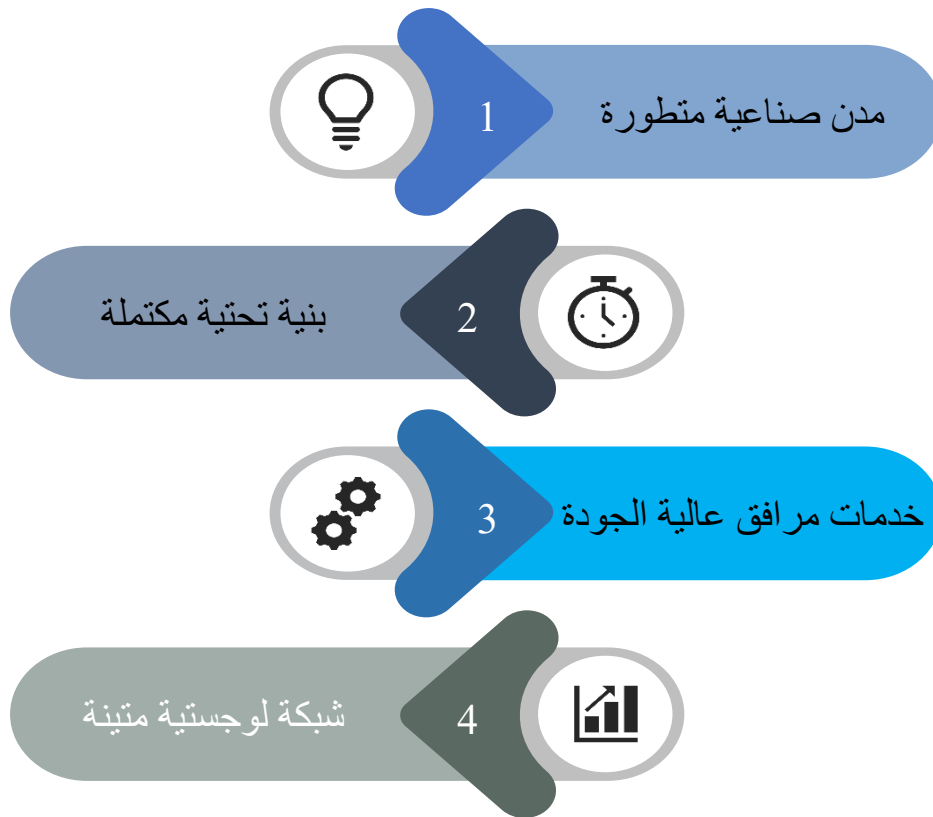 1
مدن صناعية متطورة
2
بنية تحتية مكتملة
3
خدمات مرافق عالية الجودة
4
شبكة لوجستية متينة